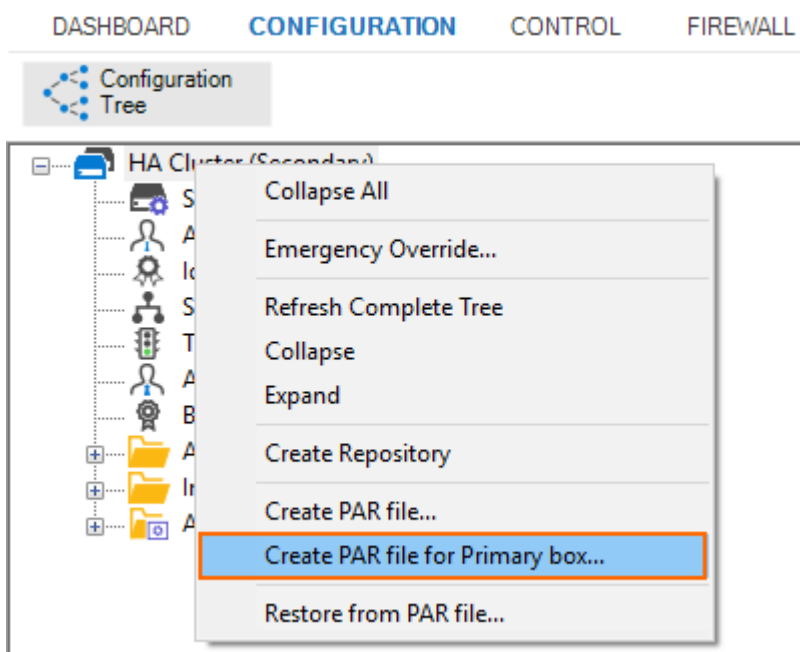 DASHBOARD CONFIGURATION CONTROL FIREWALL
Configuration
Tree
HA Cluster (Secondary)
Collapse All
Emergency Override...
Refresh Complete Tree
Collapse
Expand
Create Repository
Create PAR file...
Create PAR file for Primary box...
Restore from PAR file...